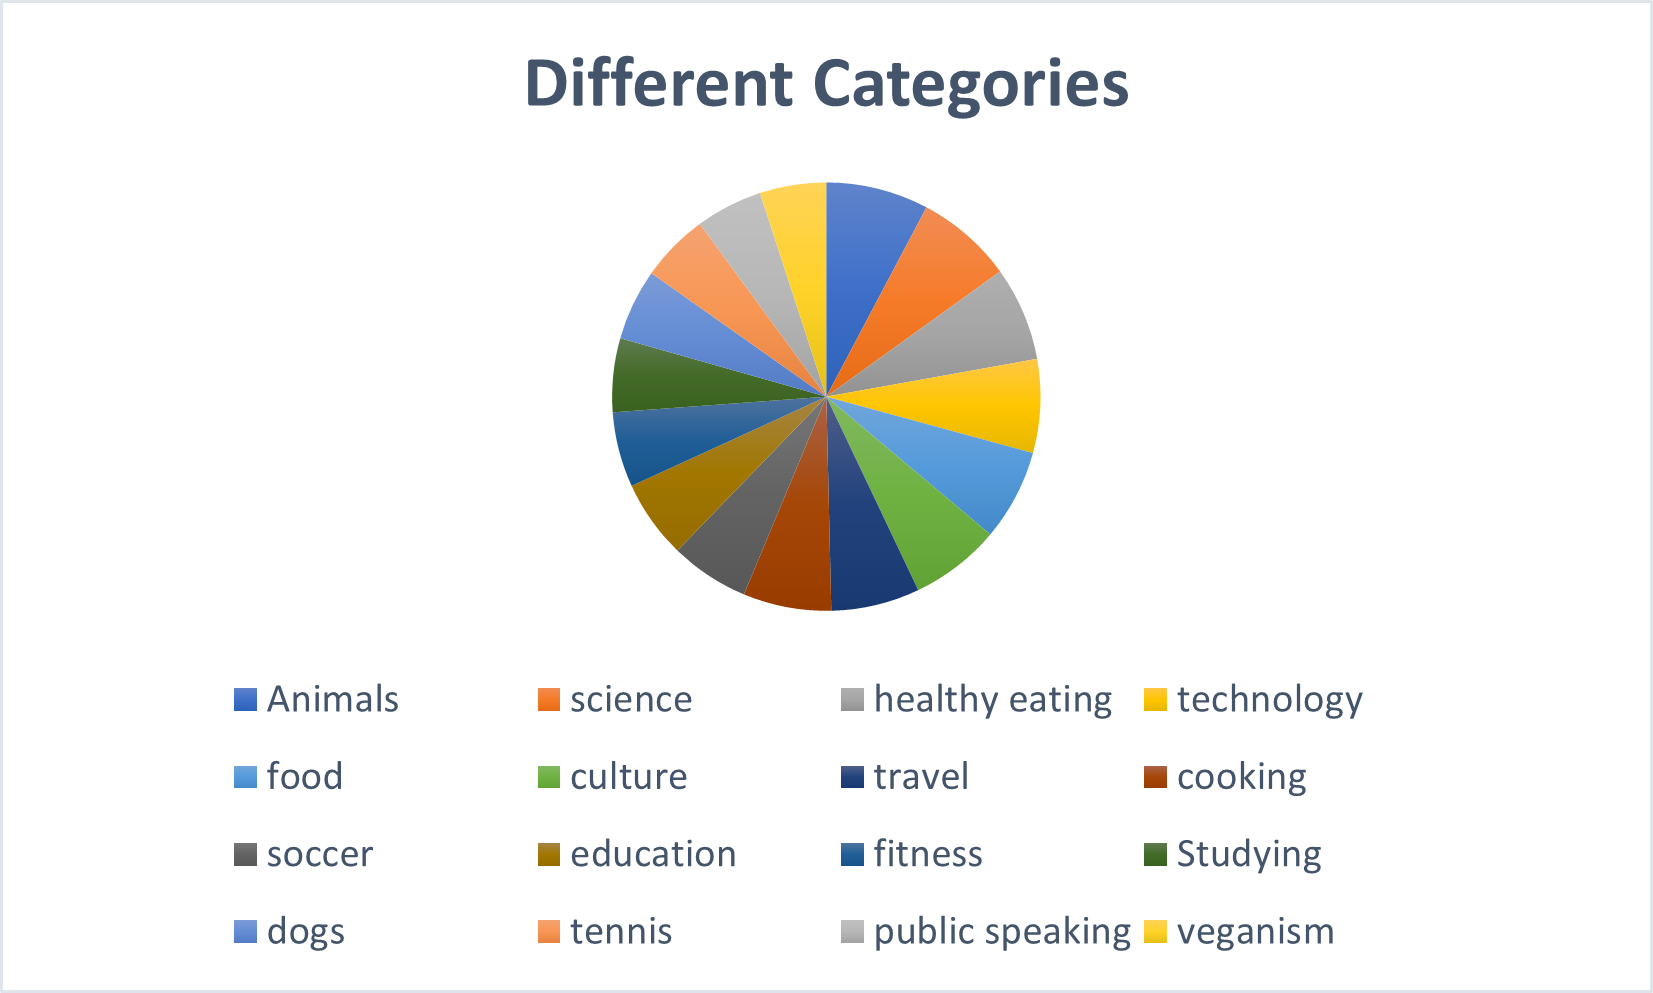 Different Categories
Animals science healthy eating technology
food culture travel cooking
soccer education fitness Studying
dogs tennis public speaking veganism